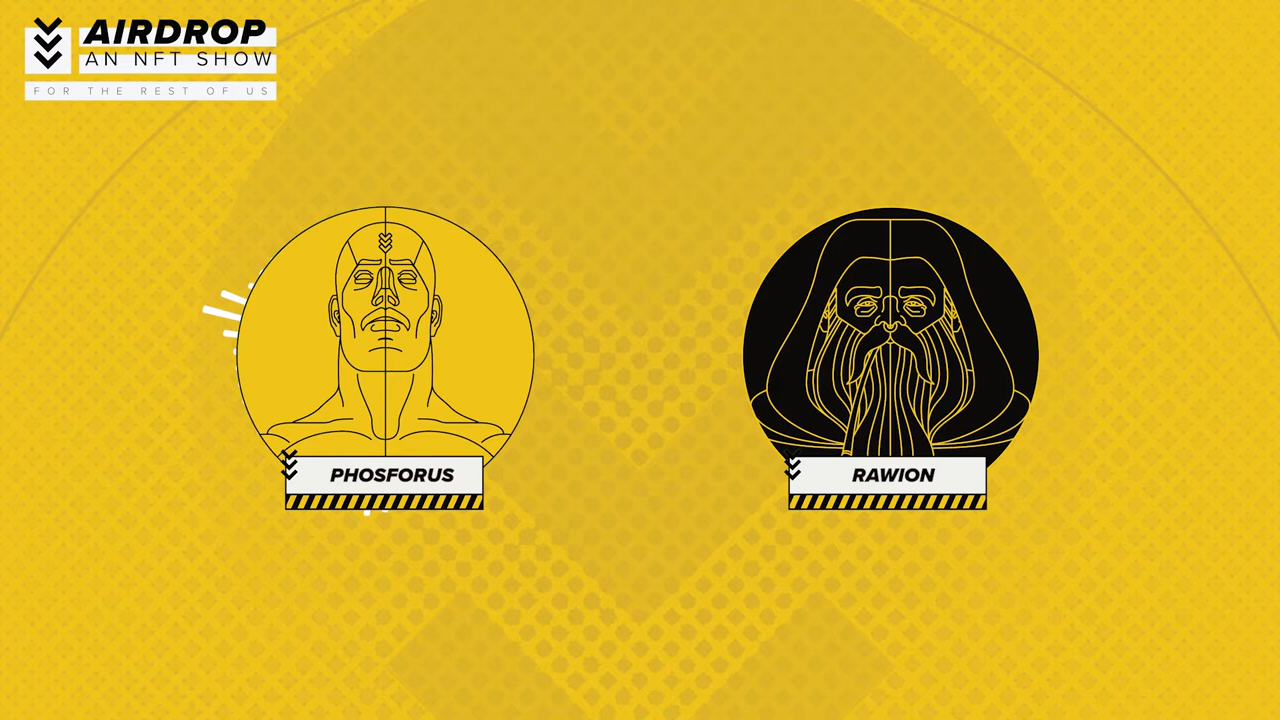 AIRDROP
AN NFT SHOW
FOR THE REST OF US
PHOSFORUS
RAWION